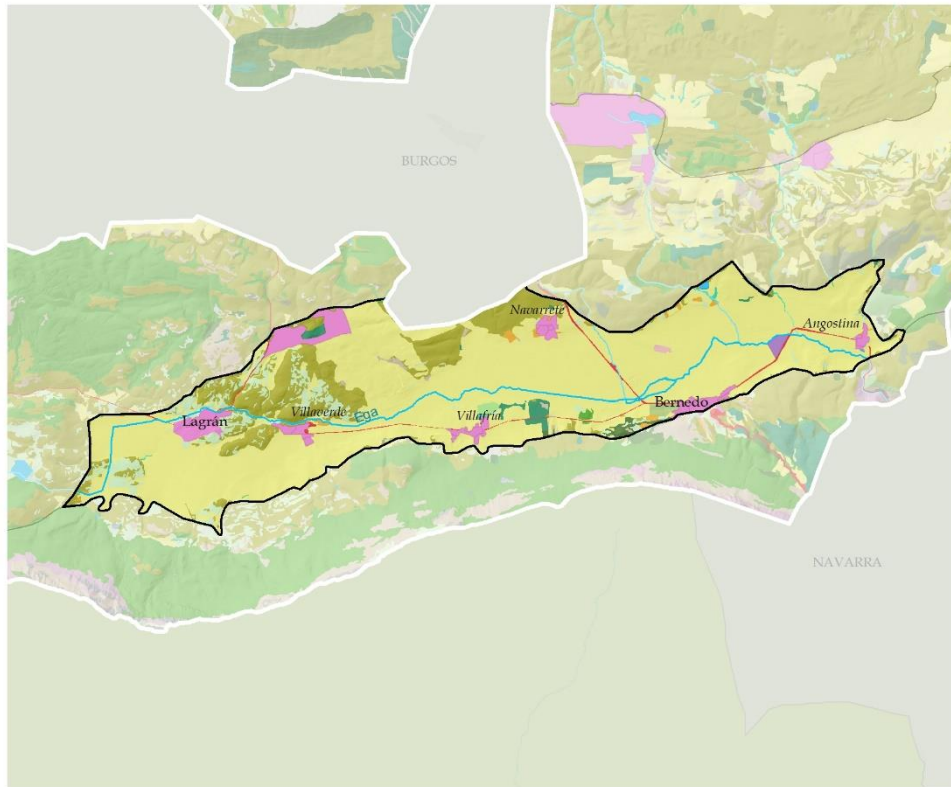 BURGOS
Navarrete
Angostina
Ega
Villaverde
Lagrán
Villafría
Bernedo
NAVARRA